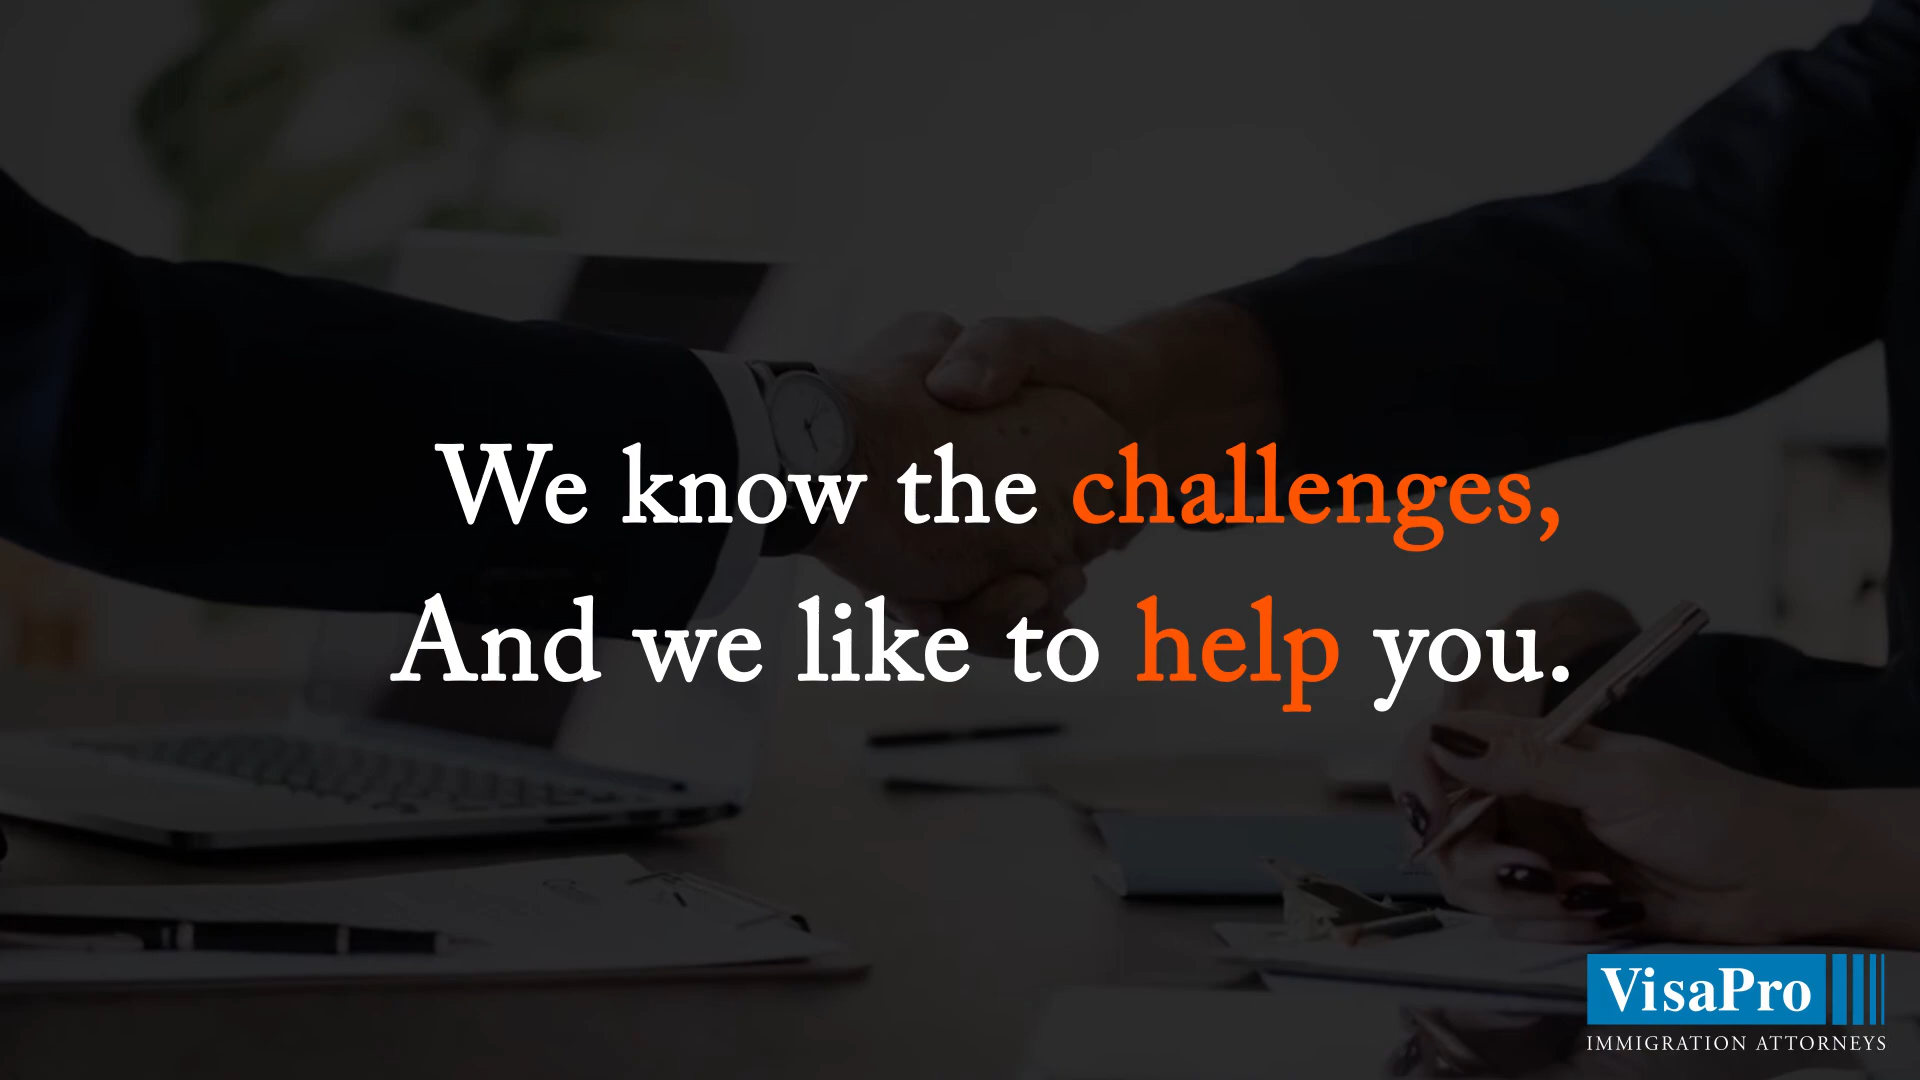 We know the challenges,
And we like to help you.
VisaPro
IMMIGRATION ATTORNEYS